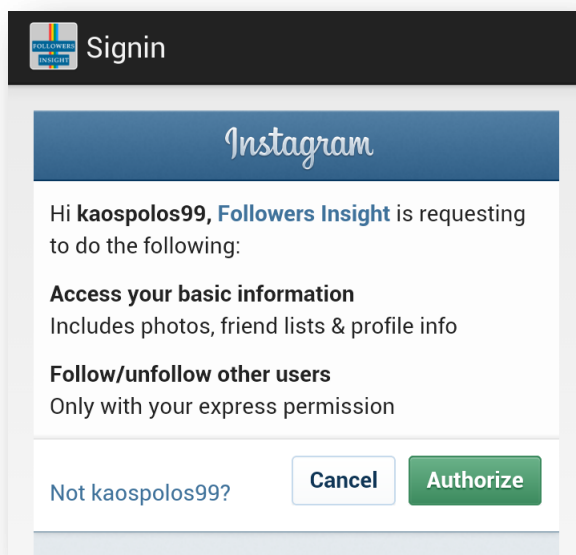 FOLLOWERS
INSIGHT
Signin
Instagram
Hi kaospolos99, Followers Insight is requesting
to do the following:
Access your basic information
Includes photos, friend lists & profile info
Follow/unfollow other users
Only with your express permission
Not kaospolos99?
Cancel
Authorize